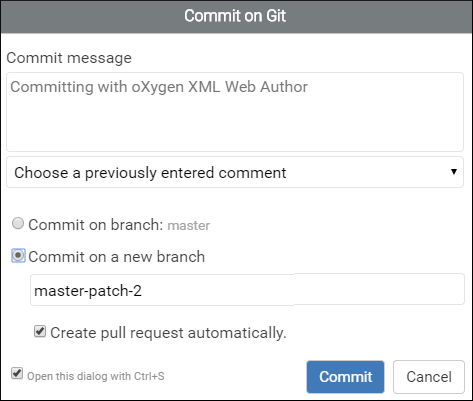 Commit on Git
Commit message
Committing with oXygen XML Web Author
Choose a previously entered comment
Commit on branch: master
Commit on a new branch
master-patch-2
Create pull request automatically.
Open this dialog with Ctrl+S
Commit
Cancel